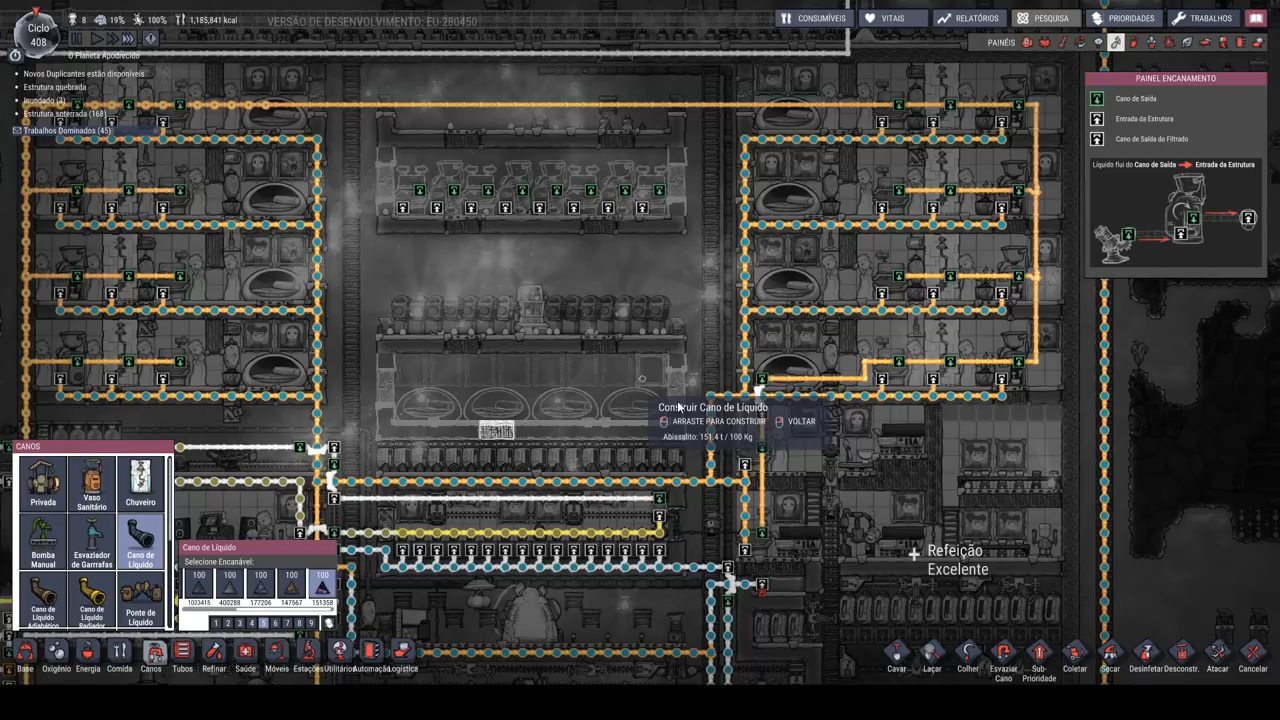 8 19% 100% 1,185,841 kcal
VERSÃO DE DESENVOLVIMENTO: EU-280450
CONSUMÍVEIS VITAIS RELATÓRIOS PESQUISA PRIORIDADES TRABALHOS
Ciclo
408
PAINÉIS
O Planeta Apodrecido
Novos Duplicantes estão disponíveis
Estrutura quebrada
Inundado (3)
Estrutura soterrada (168)
Trabalhos Dominados (45)
PAINEL ENCANAMENTO
Cano de Saída
Entrada da Estrutura
Cano de Saída do Filtrado
Líquido flui do Cano de Saída Entrada da Estrutura
Construir Cano de Líquido
ARRASTE PARA CONSTRUIR VOLTAR
Abissalito: 151.4 t / 100 Kg
CANOS
Privada
Vaso
Sanitário
Chuveiro
Bomba
Manual
Esvaziador
de Garrrafas
Cano de
Líquido
Cano de
Líquido
Adiabático
Cano de
Líquido
Radiador
Ponte de
Líquido
Cano de Líquido
Selecione Encanável:
100 100 100 100 100
1023415 400288 177206 147567 151358
1 2 3 4 5 6 7 8 9
+ Refeição
Excelente
Base Oxigênio Energia Comida Canos Tubos Refinar Saúde Móveis Estações Utilitários Automação Logística
Cavar Laçar Colher Esvaziar
Cano Sub-
Prioridade Coletar Secar Desinfetar Desconstr. Atacar Cancelar